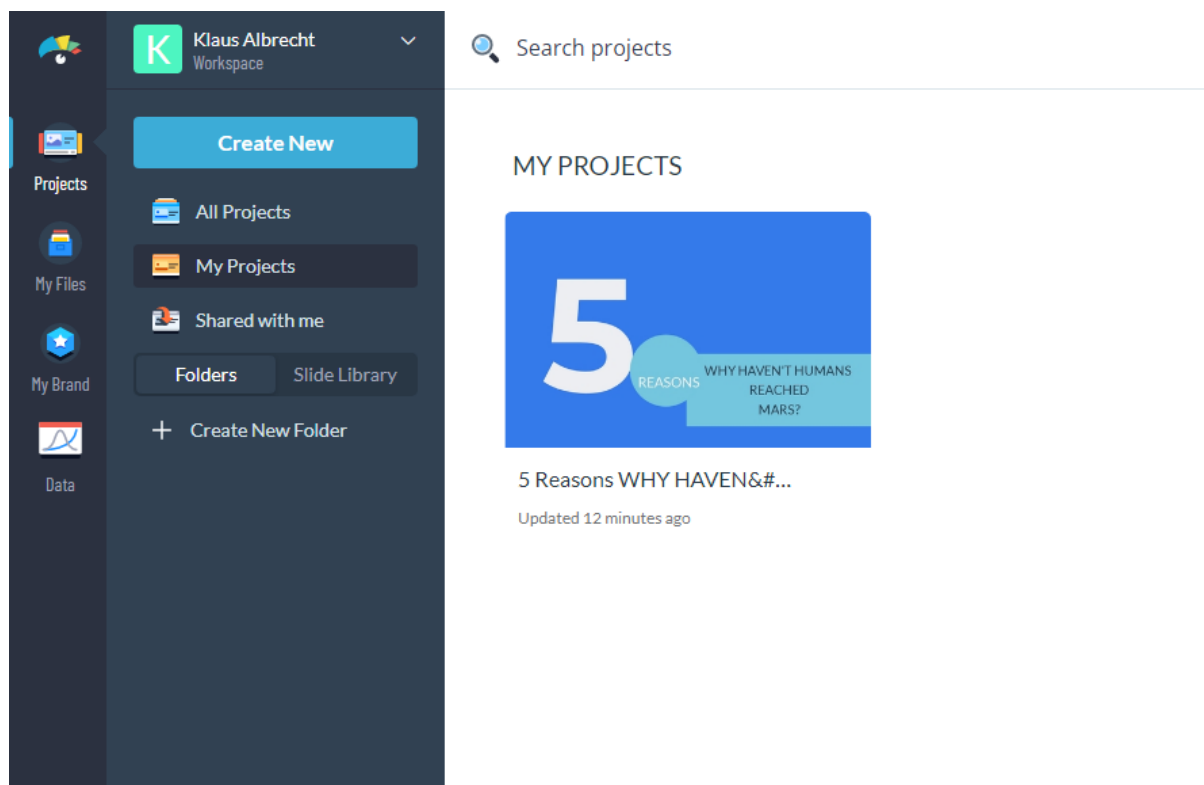 Projects
My Files
My Brand
Data
K
Klaus Albrecht
Workspace
Create New
All Projects
My Projects
Shared with me
Folders
Slide Library
+ Create New Folder
Search projects
MY PROJECTS
5
REASONS
WHY HAVEN'T HUMANS
REACHED
MARS?
5 Reasons WHY HAVEN&#...
Updated 12 minutes ago